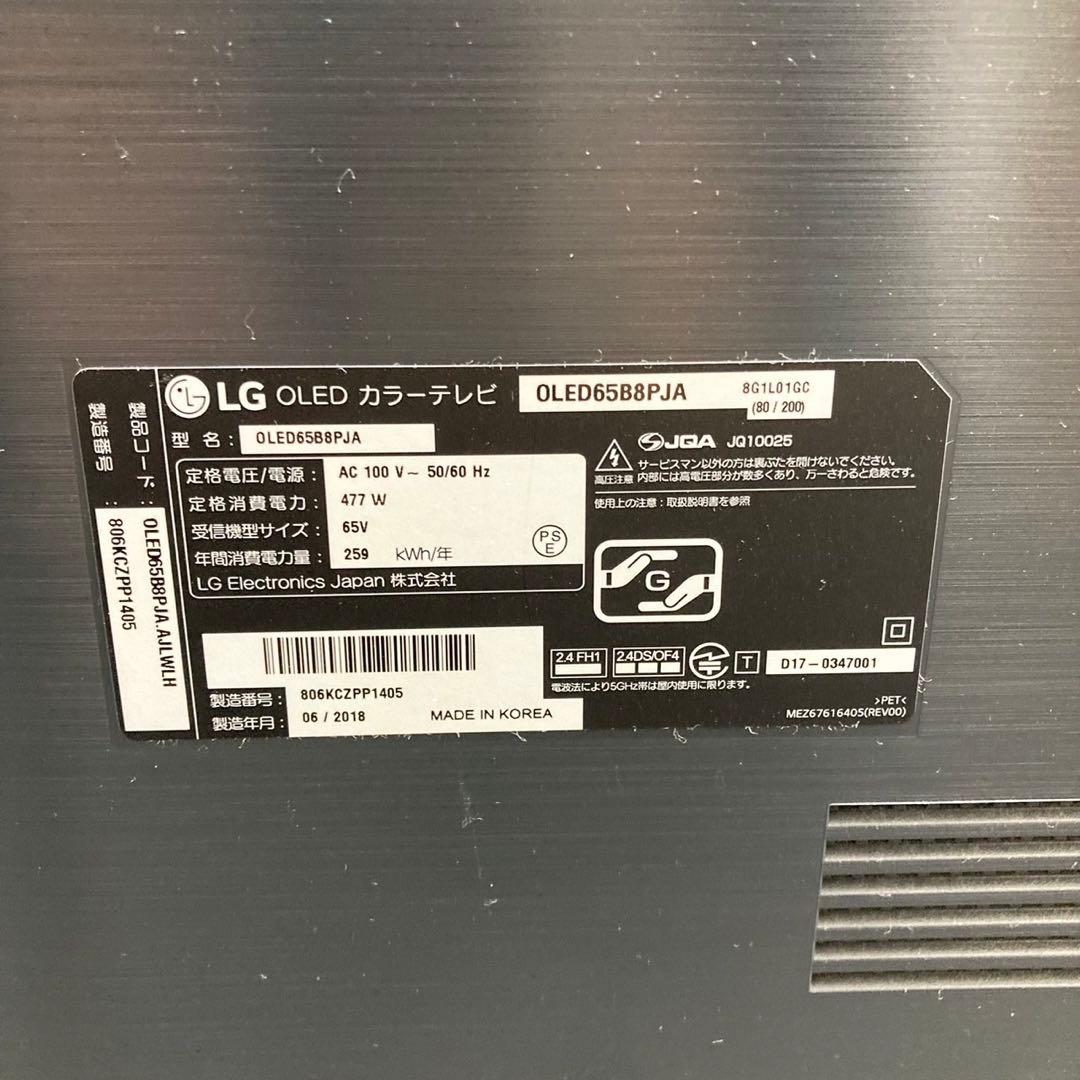 LG OLED カラーテレビ OLED65B8PJA 8G1L01GC
(80 / 200)
型 名: OLED65B8PJA
定格電圧/電源: AC 100 V ~ 50/60 Hz
定格消費電力: 477 W
受信機型サイズ: 65V
年間消費電力量: 259 kWh/年
PS
E
LG Electronics Japan 株式会社
JQA JQ10025
高圧注意
サービスマン以外の方は裏ぶたを開けないでください。
内部には高電圧部分が数多くあり、万一さわると危険です。
使用上の注意:取扱説明書を参照
G
製品コード: OLED65B8PJA.AJLWLH
製造番号: 806KCZPP1405
製造番号: 806KCZPP1405
製造年月: 06 / 2018 MADE IN KOREA
2.4 FH1 2.4DS/OF4 T D17-0347001
電波法により5GHz帯は屋内使用に限ります。
>PET<
MEZ67616405(REV00)